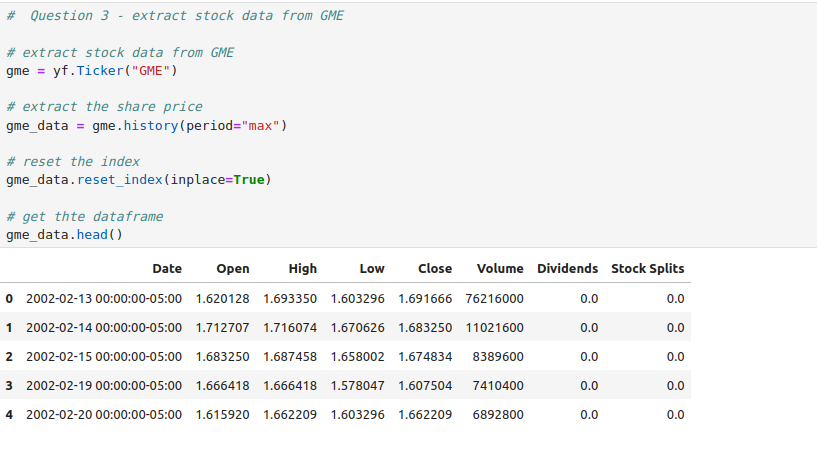 #  Question 3 - extract stock data from GME
# extract stock data from GME
gme = yf.Ticker("GME")
# extract the share price
gme_data = gme.history(period="max")
# reset the index
gme_data.reset_index(inplace=True)
# get thte dataframe
gme_data.head()
Date Open High Low Close Volume Dividends Stock Splits
0 2002-02-13 00:00:00-05:00 1.620128 1.693350 1.603296 1.691666 76216000 0.0 0.0
1 2002-02-14 00:00:00-05:00 1.712707 1.716074 1.670626 1.683250 11021600 0.0 0.0
2 2002-02-15 00:00:00-05:00 1.683250 1.687458 1.658002 1.674834 8389600 0.0 0.0
3 2002-02-19 00:00:00-05:00 1.666418 1.666418 1.578047 1.607504 7410400 0.0 0.0
4 2002-02-20 00:00:00-05:00 1.615920 1.662209 1.603296 1.662209 6892800 0.0 0.0